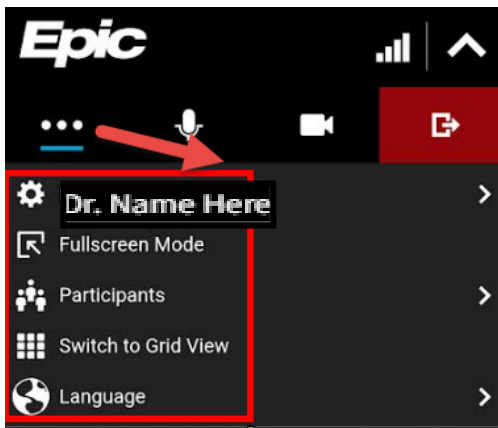 Epic
Dr. Name Here
Fullscreen Mode
Participants
Switch to Grid View
Language